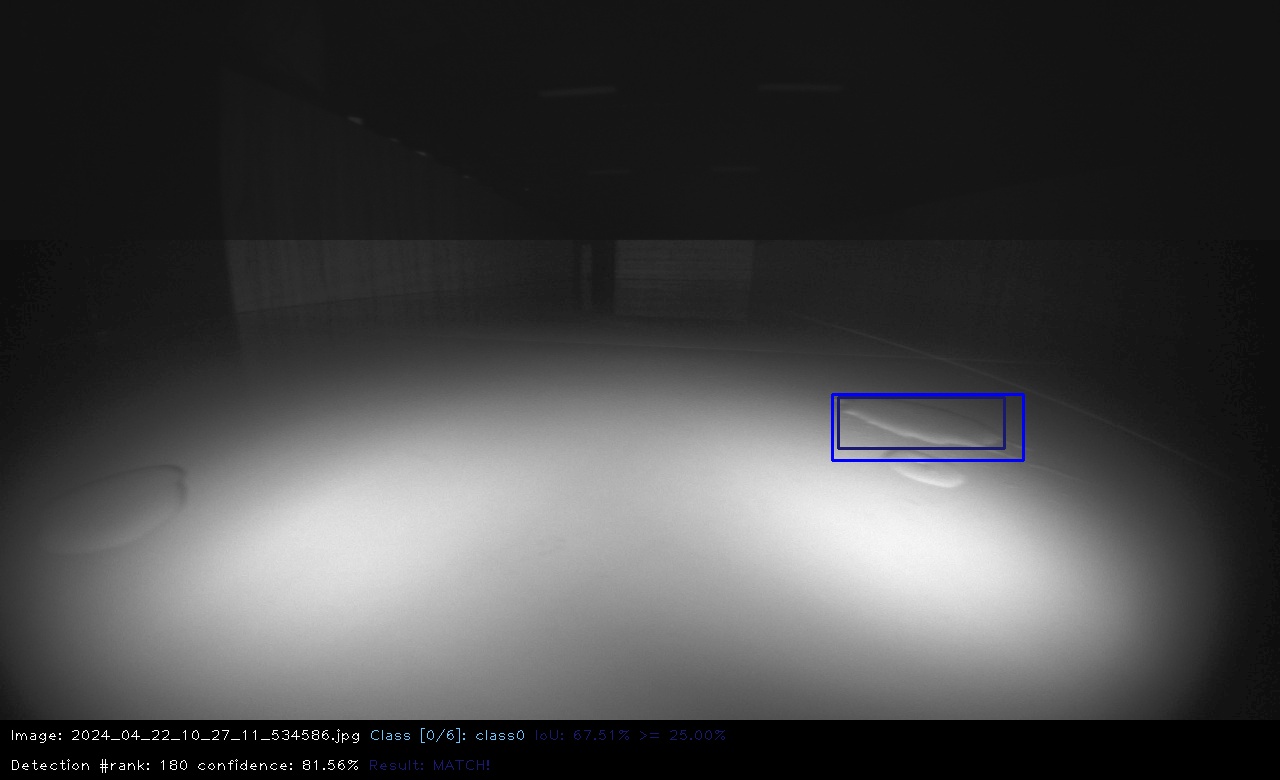 Image: 2024_04_22_10_27_11_534586.jpg Class [0/6]: class0 IoU: 67.51% >= 25.00%
Detection #rank: 180 confidence: 81.56% Result: MATCH!